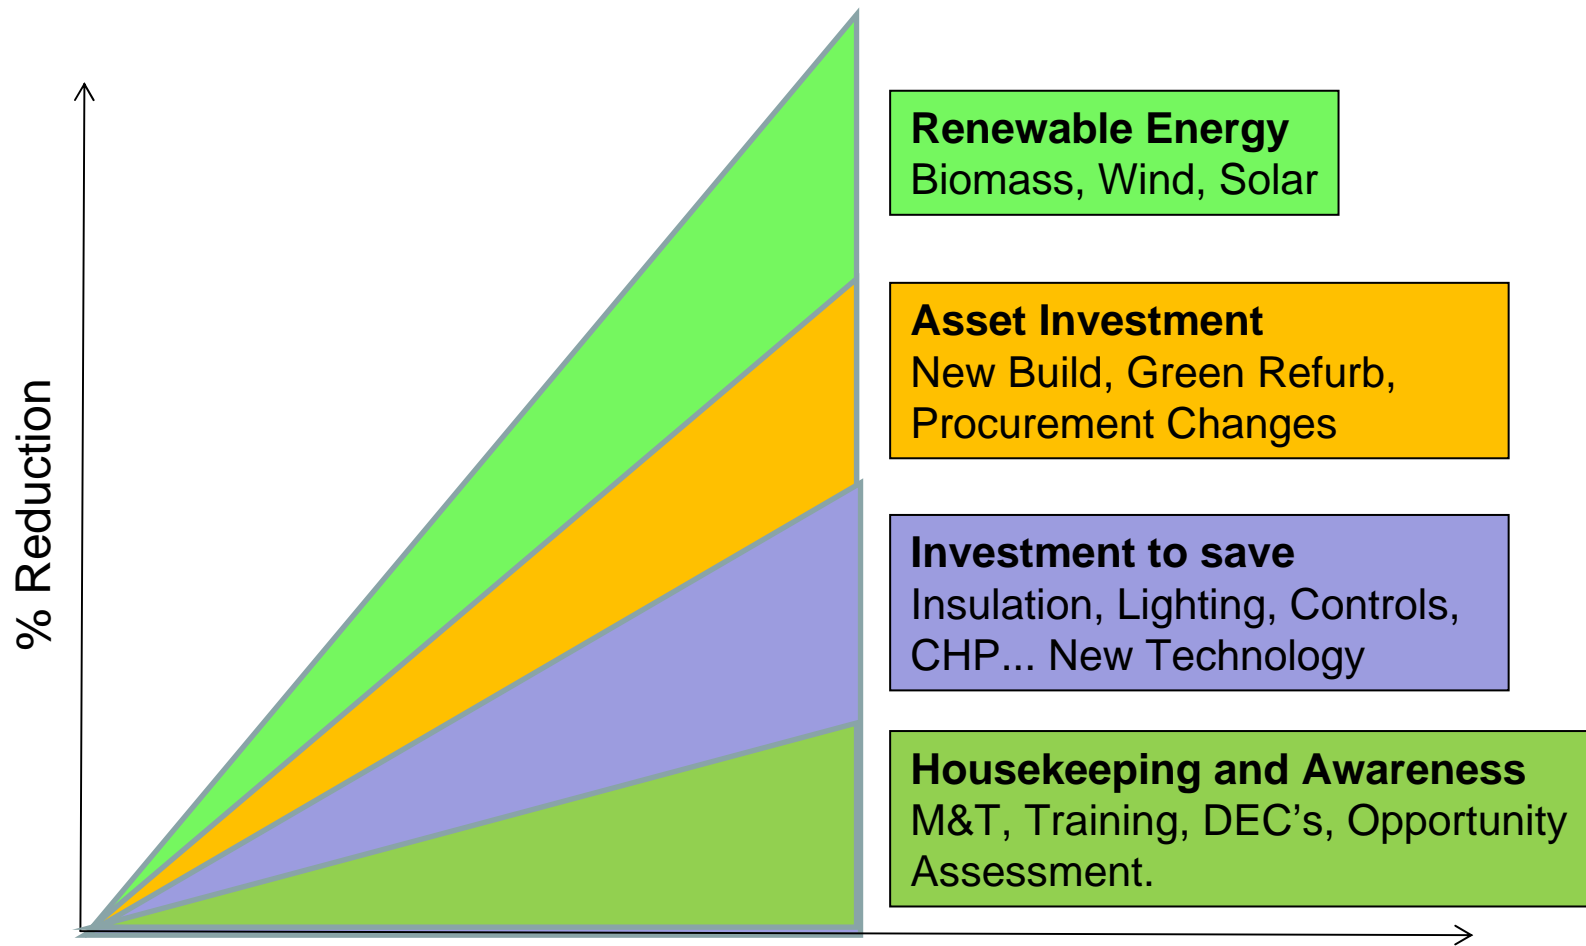 % Reduction
Renewable Energy
Biomass, Wind, Solar
Asset Investment
New Build, Green Refurb,
Procurement Changes
Investment to save
Insulation, Lighting, Controls,
CHP... New Technology
Housekeeping and Awareness
M&T, Training, DEC’s, Opportunity
Assessment.